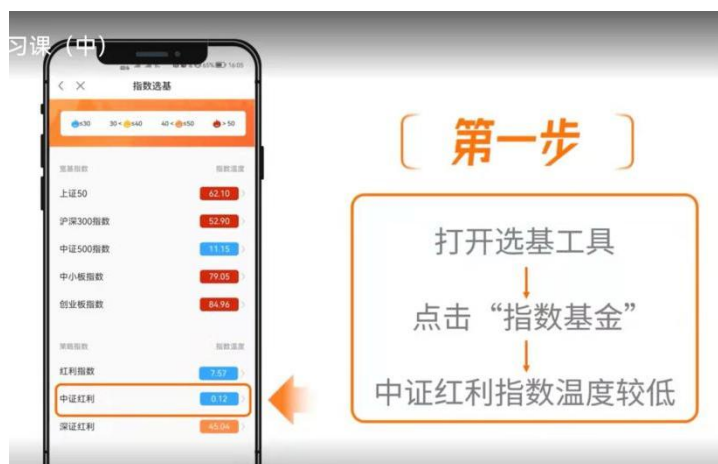 习课（中）
65% 16:05
指数选基
≤30 30<≤40 40<≤50 >50
宽基指数 指数温度
上证50 62.10
沪深300指数 52.90
中证500指数 11.15
中小板指数 79.05
创业板指数 84.96
策略指数 指数温度
红利指数 7.57
中证红利 0.12
深证红利 45.04
第一步
打开选基工具
点击“指数基金”
中证红利指数温度较低